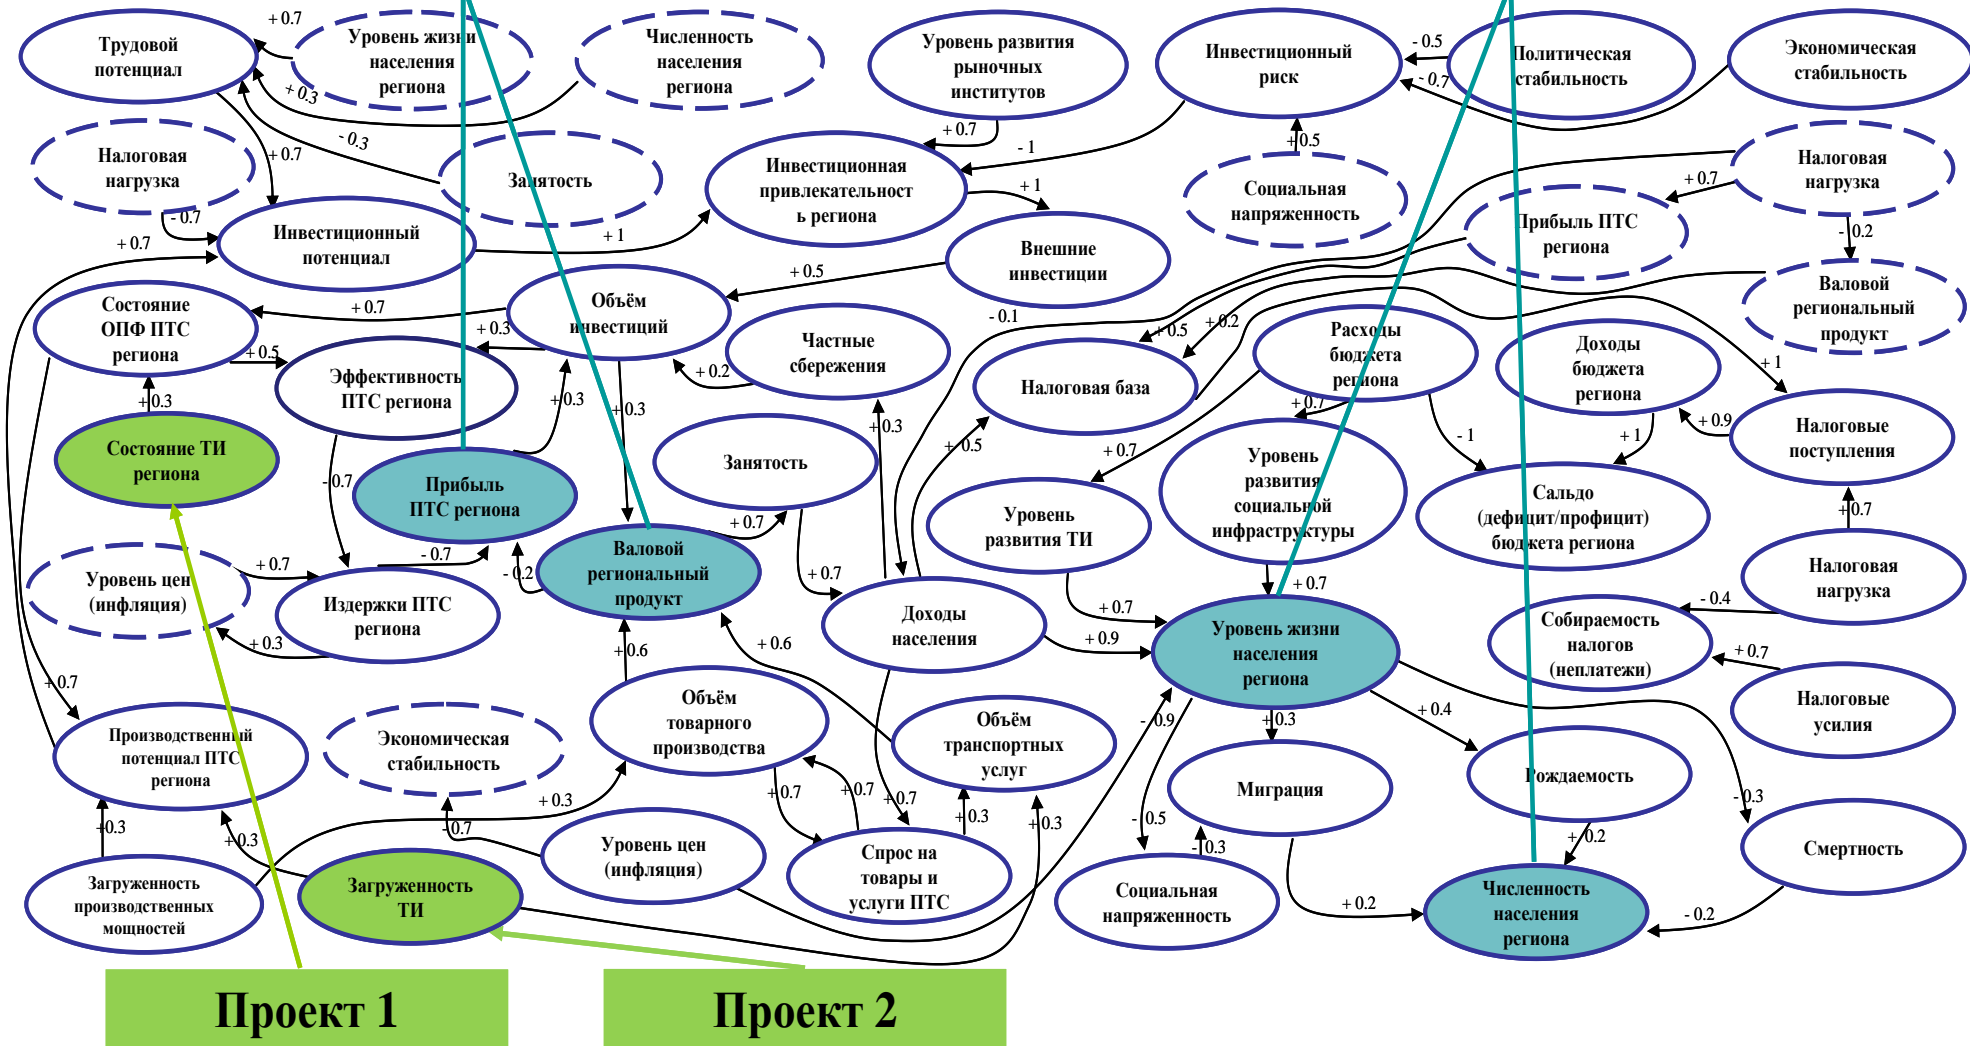 + 0.7
Трудовой
потенциал
Уровень жизни
населения
региона
Численность
населения
региона
Уровень развития
рыночных
институтов
Инвестиционный
риск
- 0.5
Политическая
стабильность
Экономическая
стабильность
- 0.7
+ 0.3
- 0.3
+ 0.7
+ 0.7
- 1
+ 0.5
Налоговая
нагрузка
Занятость
Инвестиционная
привлекательност
ь региона
+ 1
Социальная
напряженность
Налоговая
нагрузка
+ 0.7
- 0.7
+ 0.7
Инвестиционный
потенциал
+ 1
Внешние
инвестиции
Прибыль ПТС
региона
- 0.2
+ 0.5
Состояние
ОПФ ПТС
региона
+ 0.7
Объём
инвестиций
Валовой
региональный
продукт
- 0.1
+ 0.5
+ 0.2
+ 0.3
+ 0.5
Частные
сбережения
+ 0.2
Налоговая база
Расходы
бюджета
региона
Доходы
бюджета
региона
+ 1
Эффективность
ПТС региона
+ 0.3
+ 0.3
+ 0.3
+ 0.3
+ 0.5
+ 0.7
+ 0.7
- 1
+ 1
+ 0.9
Налоговые
поступления
Состояние ТИ
региона
Занятость
- 0.7
Прибыль
ПТС региона
Уровень
развития
социальной
инфраструктуры
Сальдо
(дефицит/профицит)
бюджета региона
+ 0.7
+ 0.7
Уровень
развития ТИ
Валовой
региональный
продукт
- 0.7
- 0.2
+ 0.7
+ 0.7
+ 0.7
+ 0.7
Уровень цен
(инфляция)
Издержки ПТС
региона
+ 0.3
Налоговая
нагрузка
- 0.4
Доходы
населения
+ 0.9
Уровень жизни
населения
региона
Собираемость
налогов
(неплатежи)
+ 0.7
+ 0.6
+ 0.6
+ 0.7
Объём
товарного
производства
Объём
транспортных
услуг
- 0.9
+ 0.3
+ 0.4
Налоговые
усилия
Производственный
потенциал ПТС
региона
Экономическая
стабильность
Рождаемость
Миграция
+ 0.3
+ 0.7
+ 0.7
+ 0.7
- 0.3
+ 0.3
+ 0.3
- 0.7
+ 0.3
+ 0.3
- 0.5
- 0.3
+ 0.2
Уровень цен
(инфляция)
Спрос на
товары и
услуги ПТС
Смертность
Загруженность
производственных
мощностей
Загруженность
ТИ
Социальная
напряженность
+ 0.2
Численность
населения
региона
- 0.2
Проект 1
Проект 2